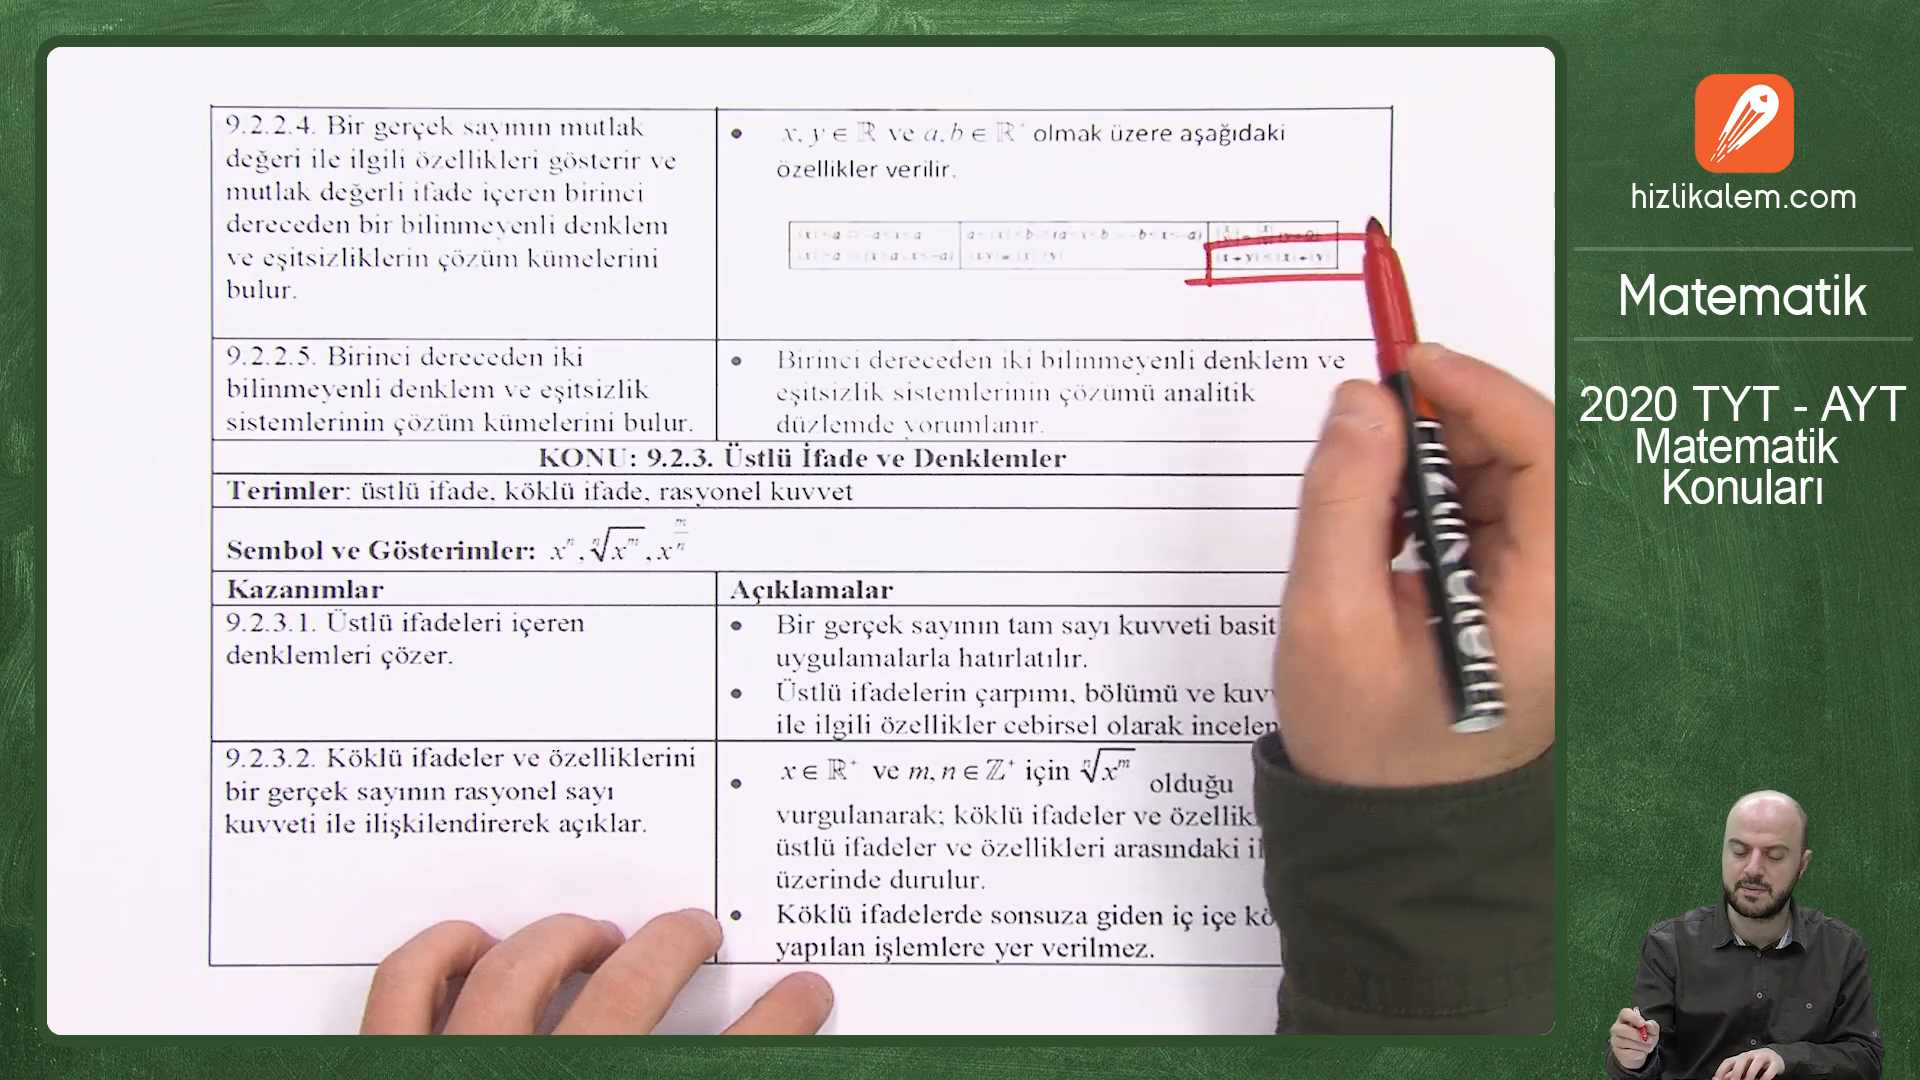 9.2.2.4. Bir gerçek sayının mutlak
değeri ile ilgili özellikleri gösterir ve
mutlak değerli ifade içeren birinci
dereceden bir bilinmeyenli denklem
ve eşitsizliklerin çözüm kümelerini
bulur.
• x, y ∈ ℝ ve a, b ∈ ℝ⁺ olmak üzere aşağıdaki
özellikler verilir.
|x + y| ≤ |x| + |y|
9.2.2.5. Birinci dereceden iki
bilinmeyenli denklem ve eşitsizlik
sistemlerinin çözüm kümelerini bulur.
• Birinci dereceden iki bilinmeyenli denklem ve
eşitsizlik sistemlerinin çözümü analitik
düzlemde yorumlanır.
KONU: 9.2.3. Üstlü İfade ve Denklemler
Terimler: üstlü ifade, köklü ifade, rasyonel kuvvet
Sembol ve Gösterimler: xⁿ, ⁿ√xᵐ, x^(m/n)
Kazanımlar
Açıklamalar
9.2.3.1. Üstlü ifadeleri içeren
denklemleri çözer.
• Bir gerçek sayının tam sayı kuvveti basit
uygulamalarla hatırlatılır.
• Üstlü ifadelerin çarpımı, bölümü ve
ile ilgili özellikler cebirsel olarak
9.2.3.2. Köklü ifadeler ve özelliklerini
bir gerçek sayının rasyonel sayı
kuvveti ile ilişkilendirerek açıklar.
• x ∈ ℝ⁺ ve m, n ∈ ℤ⁺ için ⁿ√xᵐ olduğu
vurgulanarak; köklü ifadeler ve
üstlü ifadeler ve özellikleri arasındaki
üzerinde durulur.
• Köklü ifadelerde sonsuza giden iç içe
yapılan işlemlere yer verilmez.
hizlikalem.com
Matematik
2020 TYT - AYT
Matematik
Konuları